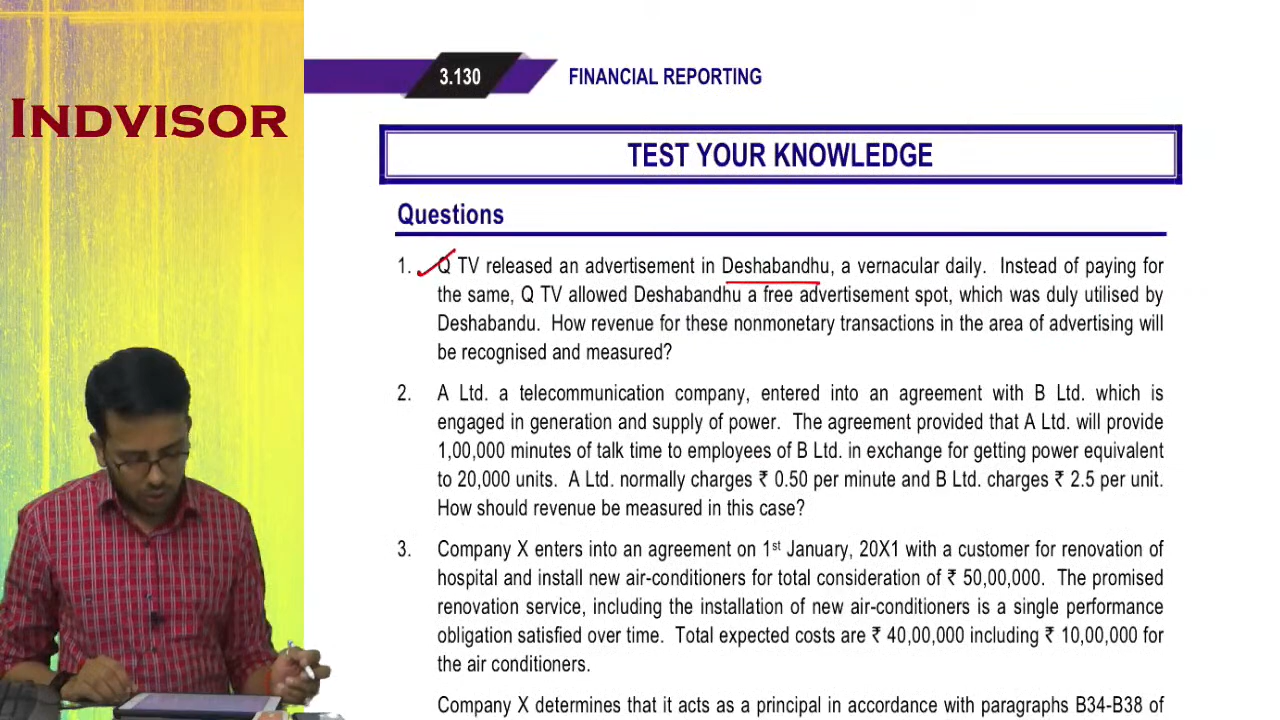 INDVISOR
3.130
FINANCIAL REPORTING
TEST YOUR KNOWLEDGE
Questions
1. Q TV released an advertisement in Deshabandhu, a vernacular daily. Instead of paying for
the same, Q TV allowed Deshabandhu a free advertisement spot, which was duly utilised by
Deshabandu. How revenue for these nonmonetary transactions in the area of advertising will
be recognised and measured?
2. A Ltd. a telecommunication company, entered into an agreement with B Ltd. which is
engaged in generation and supply of power. The agreement provided that A Ltd. will provide
1,00,000 minutes of talk time to employees of B Ltd. in exchange for getting power equivalent
to 20,000 units. A Ltd. normally charges ₹ 0.50 per minute and B Ltd. charges ₹ 2.5 per unit.
How should revenue be measured in this case?
3. Company X enters into an agreement on 1st January, 20X1 with a customer for renovation of
hospital and install new air-conditioners for total consideration of ₹ 50,00,000. The promised
renovation service, including the installation of new air-conditioners is a single performance
obligation satisfied over time. Total expected costs are ₹ 40,00,000 including ₹ 10,00,000 for
the air conditioners.
Company X determines that it acts as a principal in accordance with paragraphs B34-B38 of